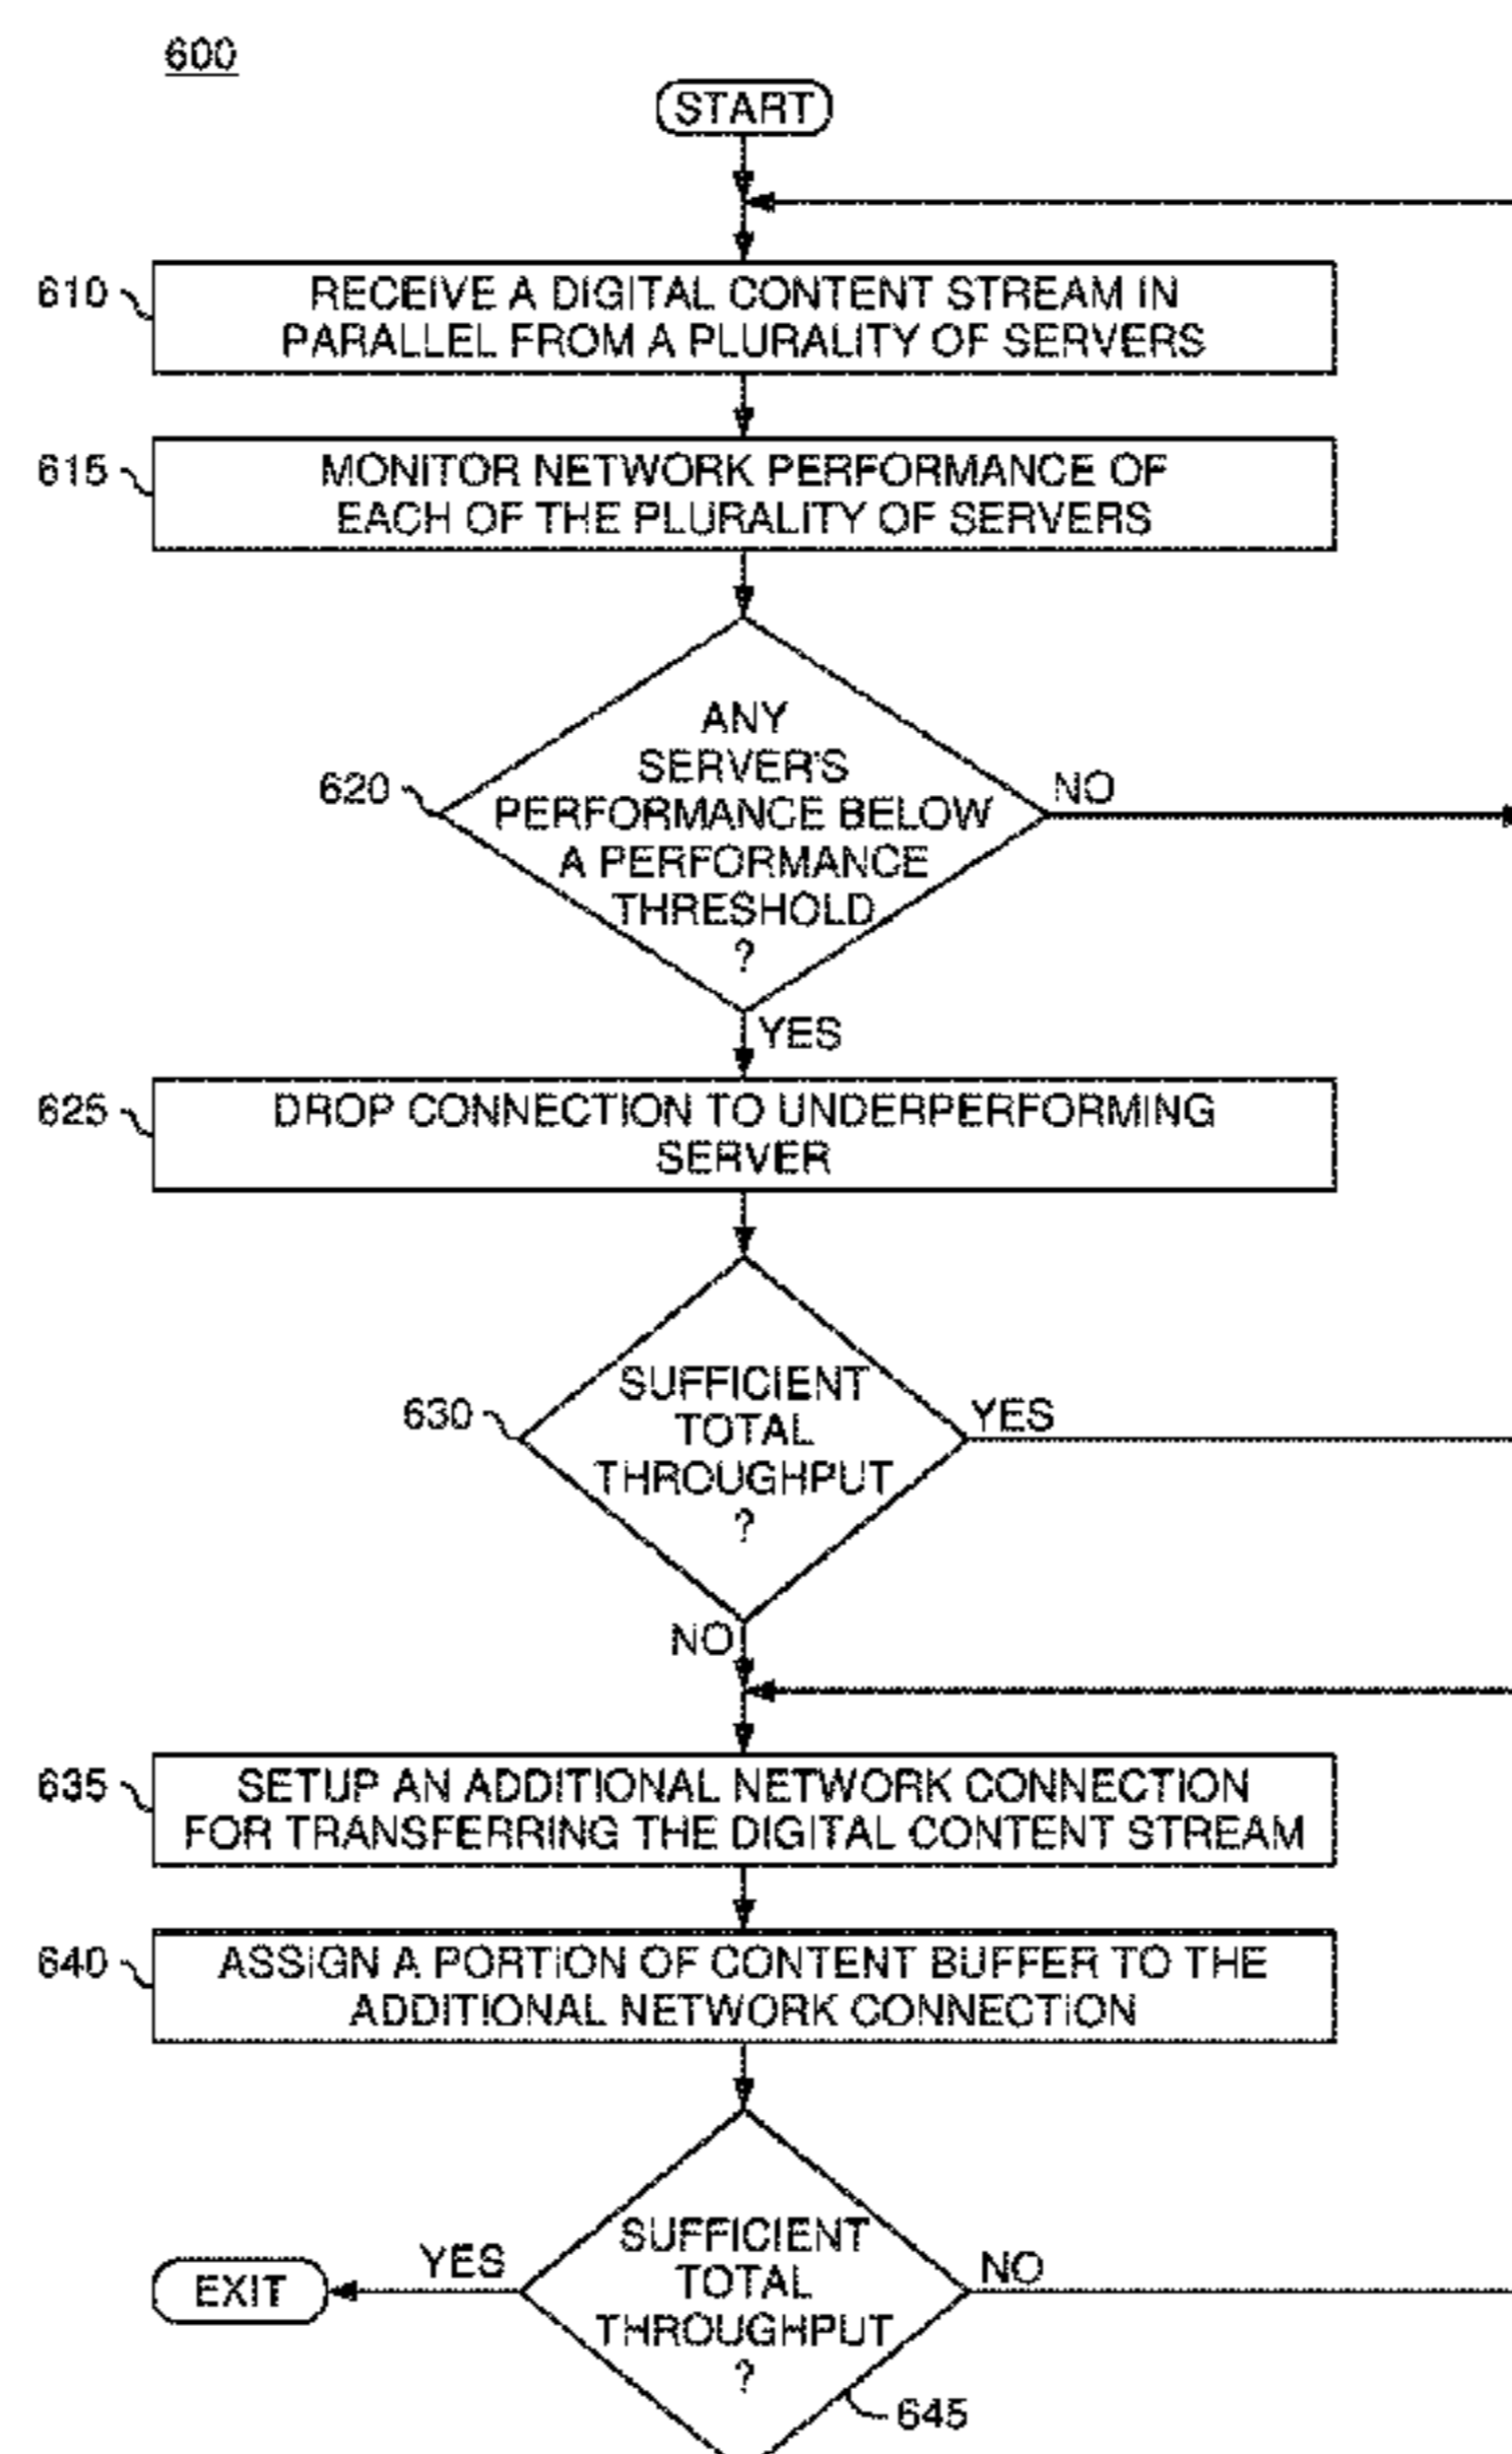 600
START
610
RECEIVE A DIGITAL CONTENT STREAM IN
PARALLEL FROM A PLURALITY OF SERVERS
615
MONITOR NETWORK PERFORMANCE OF
EACH OF THE PLURALITY OF SERVERS
620
ANY
SERVER'S
PERFORMANCE BELOW
A PERFORMANCE
THRESHOLD
?
NO
YES
625
DROP CONNECTION TO UNDERPERFORMING
SERVER
630
SUFFICIENT
TOTAL
THROUGHPUT
?
YES
NO
635
SETUP AN ADDITIONAL NETWORK CONNECTION
FOR TRANSFERRING THE DIGITAL CONTENT STREAM
640
ASSIGN A PORTION OF CONTENT BUFFER TO THE
ADDITIONAL NETWORK CONNECTION
EXIT
YES
SUFFICIENT
TOTAL
THROUGHPUT
?
NO
645